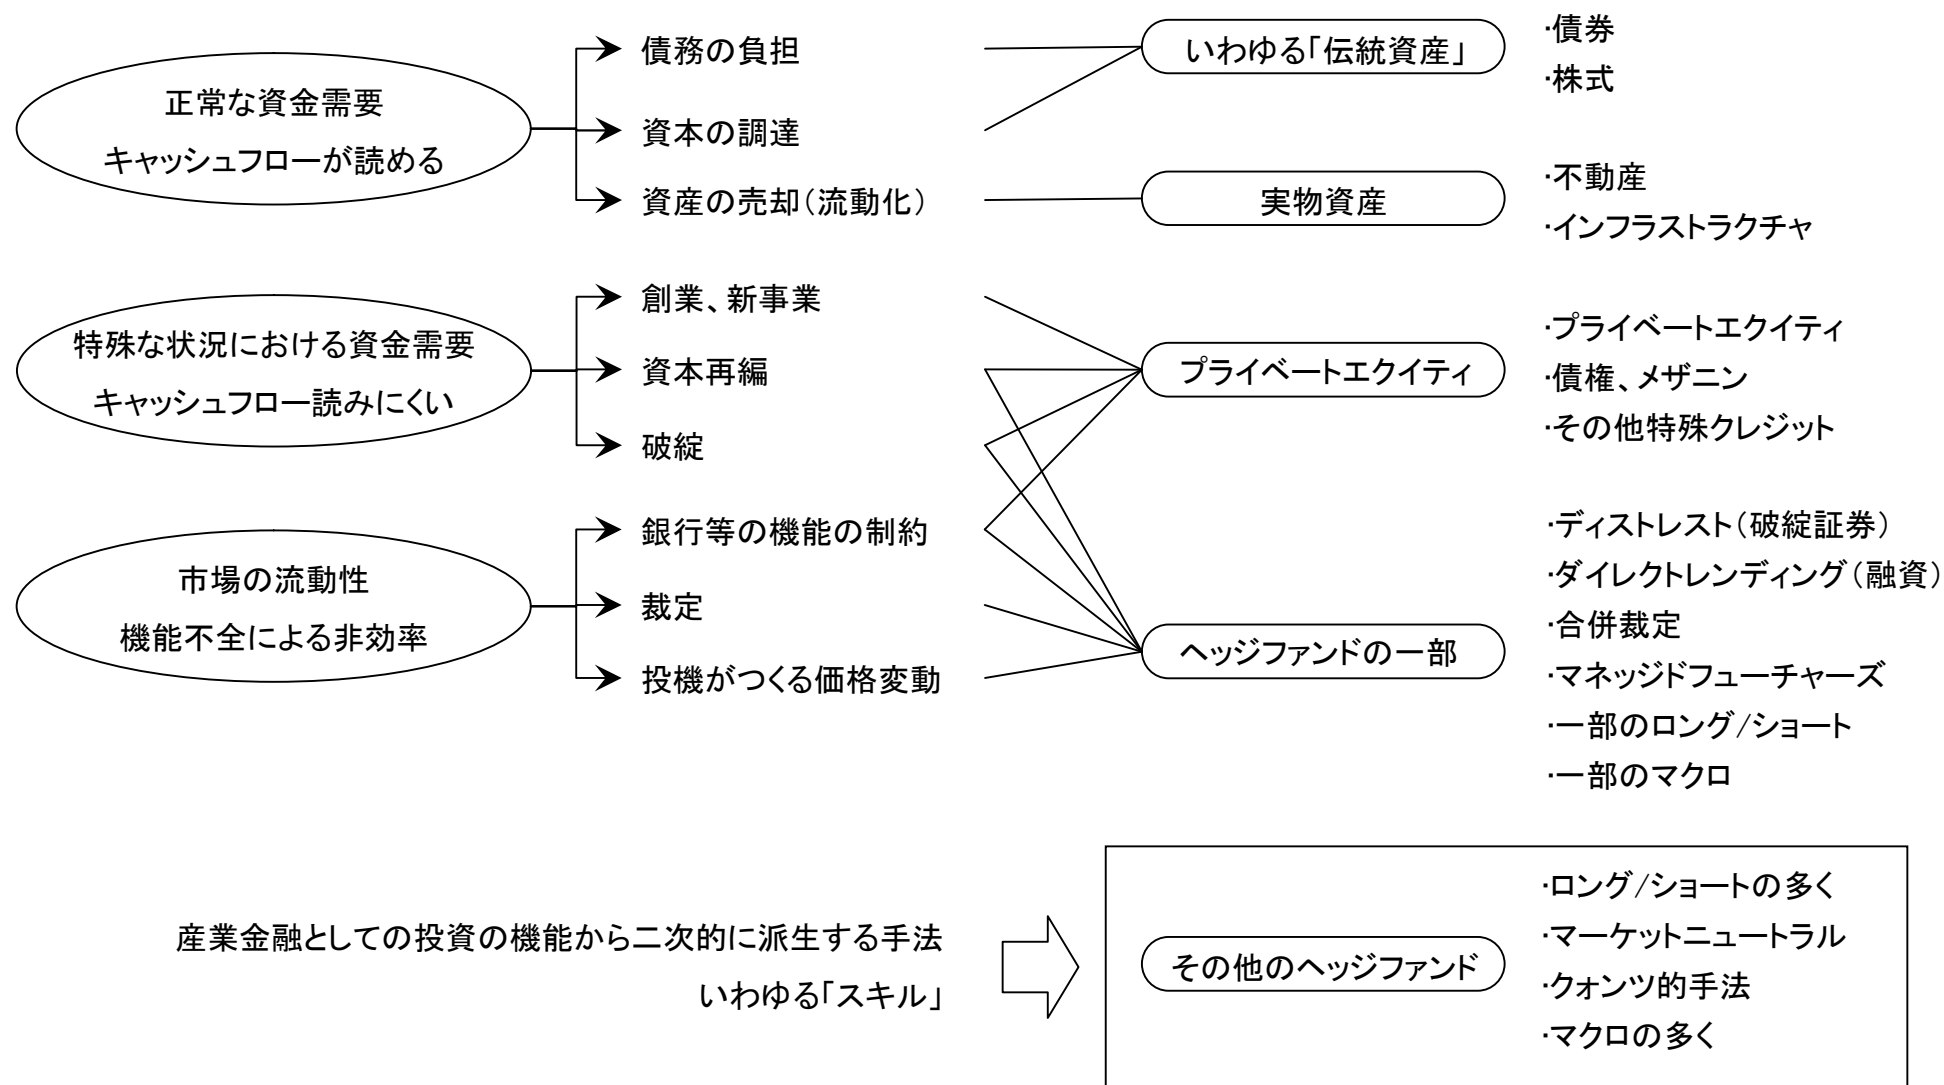 正常な資金需要
キャッシュフローが読める
債務の負担
資本の調達
資産の売却（流動化）
いわゆる「伝統資産」
・債券
・株式
実物資産
・不動産
・インフラストラクチャ
特殊な状況における資金需要
キャッシュフロー読みにくい
創業、新事業
資本再編
破綻
プライベートエクイティ
・プライベートエクイティ
・債権、メザニン
・その他特殊クレジット
市場の流動性
機能不全による非効率
銀行等の機能の制約
裁定
投機がつくる価格変動
ヘッジファンドの一部
・ディストレスト（破綻証券）
・ダイレクトレンディング（融資）
・合併裁定
・マネッジドフューチャーズ
・一部のロング/ショート
・一部のマクロ
産業金融としての投資の機能から二次的に派生する手法
いわゆる「スキル」
その他のヘッジファンド
・ロング/ショートの多く
・マーケットニュートラル
・クォンツ的手法
・マクロの多く